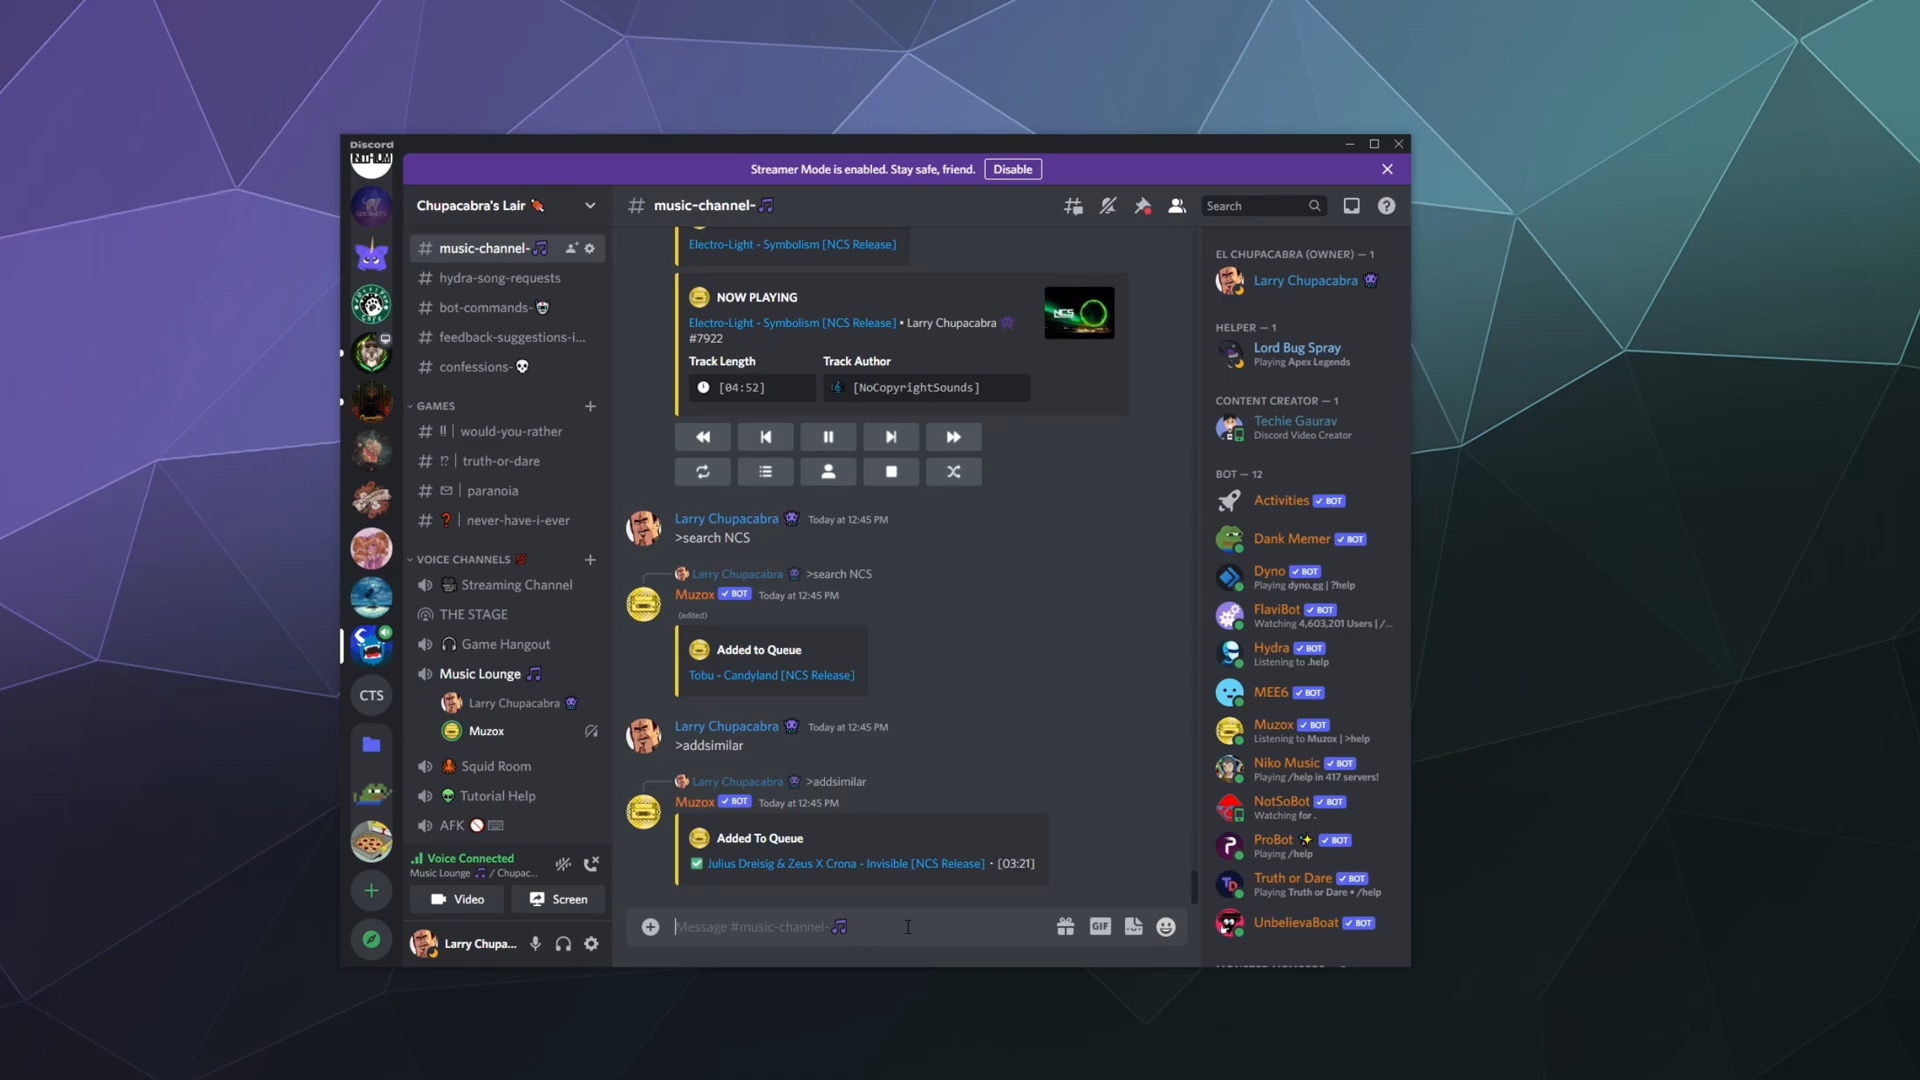 Discord
Streamer Mode is enabled. Stay safe, friend. Disable
Chupacabra's Lair
music-channel-
hydra-song-requests
bot-commands-
feedback-suggestions-i...
confessions-
GAMES
would-you-rather
truth-or-dare
paranoia
never-have-i-ever
VOICE CHANNELS
Streaming Channel
THE STAGE
Game Hangout
Music Lounge
Larry Chupacabra
Muzox
Squid Room
Tutorial Help
AFK
CTS
Voice Connected
Music Lounge / Chupac...
Video Screen
Larry Chupa...
# music-channel-
Search
Electro-Light - Symbolism [NCS Release]
NOW PLAYING
Electro-Light - Symbolism [NCS Release] • Larry Chupacabra
#7922
Track Length Track Author
[04:52] [NoCopyrightSounds]
NCS
Larry Chupacabra Today at 12:45 PM
>search NCS
Larry Chupacabra >search NCS
Muzox BOT Today at 12:45 PM
(edited)
Added to Queue
Tobu - Candyland [NCS Release]
Larry Chupacabra Today at 12:45 PM
>addsimilar
Larry Chupacabra >addsimilar
Muzox BOT Today at 12:45 PM
Added To Queue
Julius Dreisig & Zeus X Crona - Invisible [NCS Release] • [03:21]
Message #music-channel-
GIF
EL CHUPACABRA (OWNER) — 1
Larry Chupacabra
HELPER — 1
Lord Bug Spray
Playing Apex Legends
CONTENT CREATOR — 1
Techie Gaurav
Discord Video Creator
BOT — 12
Activities BOT
Dank Memer BOT
Dyno BOT
Playing dyno.gg | ?help
FlaviBot BOT
Watching 4,603,201 Users | /...
Hydra BOT
Listening to .help
MEE6 BOT
Muzox BOT
Listening to Muzox | >help
Niko Music BOT
Playing /help in 417 servers!
NotSoBot BOT
Watching for .
ProBot BOT
Playing /help
Truth or Dare BOT
Playing Truth or Dare • /help
UnbelievaBoat BOT